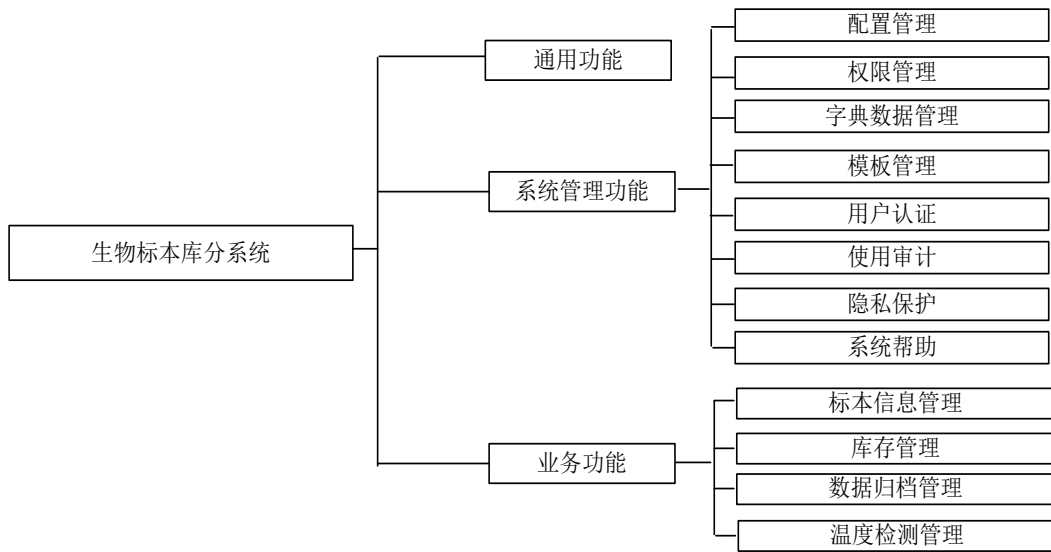 生物标本库分系统
通用功能
系统管理功能
配置管理
权限管理
字典数据管理
模板管理
用户认证
使用审计
隐私保护
系统帮助
业务功能
标本信息管理
库存管理
数据归档管理
温度检测管理